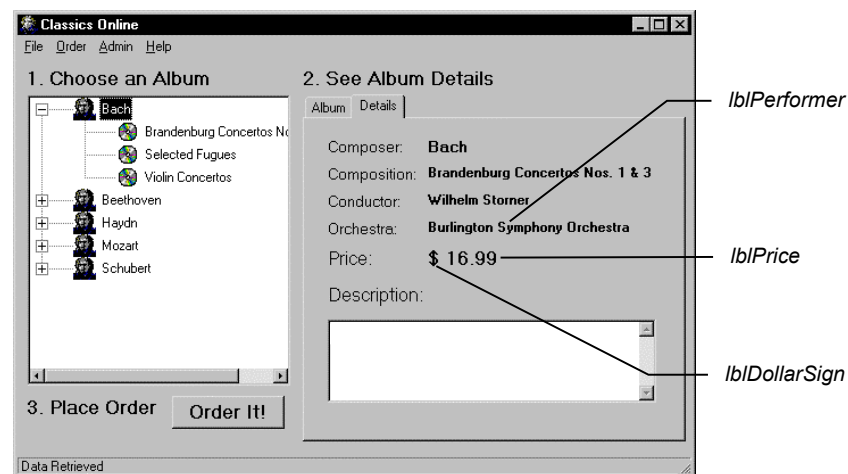 Classics Online
File Order Admin Help
1. Choose an Album
Bach
Brandenburg Concertos No
Selected Fugues
Violin Concertos
Beethoven
Haydn
Mozart
Schubert
3. Place Order
Order It!
2. See Album Details
Album Details
Composer: Bach
Composition: Brandenburg Concertos Nos. 1 & 3
Conductor: Wilhelm Storner
Orchestra: Burlington Symphony Orchestra
Price: $ 16.99
Description:
Data Retrieved
lblPerformer
lblPrice
lblDollarSign